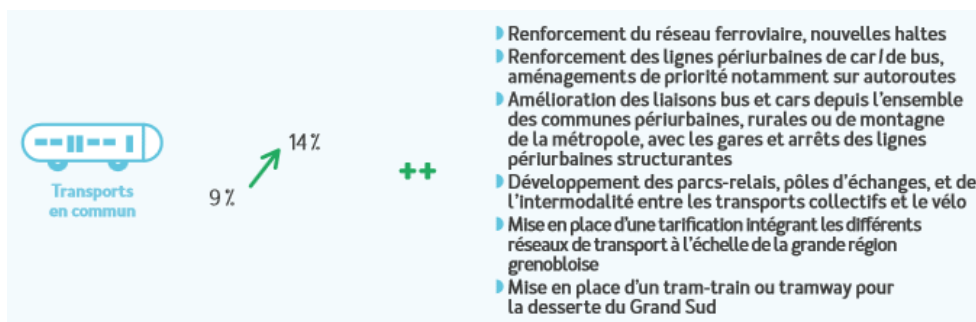 Transports
en commun
9 %
14 %
++
Renforcement du réseau ferroviaire, nouvelles haltes
Renforcement des lignes périurbaines de car / de bus,
aménagements de priorité notamment sur autoroutes
Amélioration des liaisons bus et cars depuis l'ensemble
des communes périurbaines, rurales ou de montagne
de la métropole, avec les gares et arrêts des lignes
périurbaines structurantes
Développement des parcs-relais, pôles d'échanges, et de
l'intermodalité entre les transports collectifs et le vélo
Mise en place d'une tarification intégrant les différents
réseaux de transport à l'échelle de la grande région
grenobloise
Mise en place d'un tram-train ou tramway pour
la desserte du Grand Sud